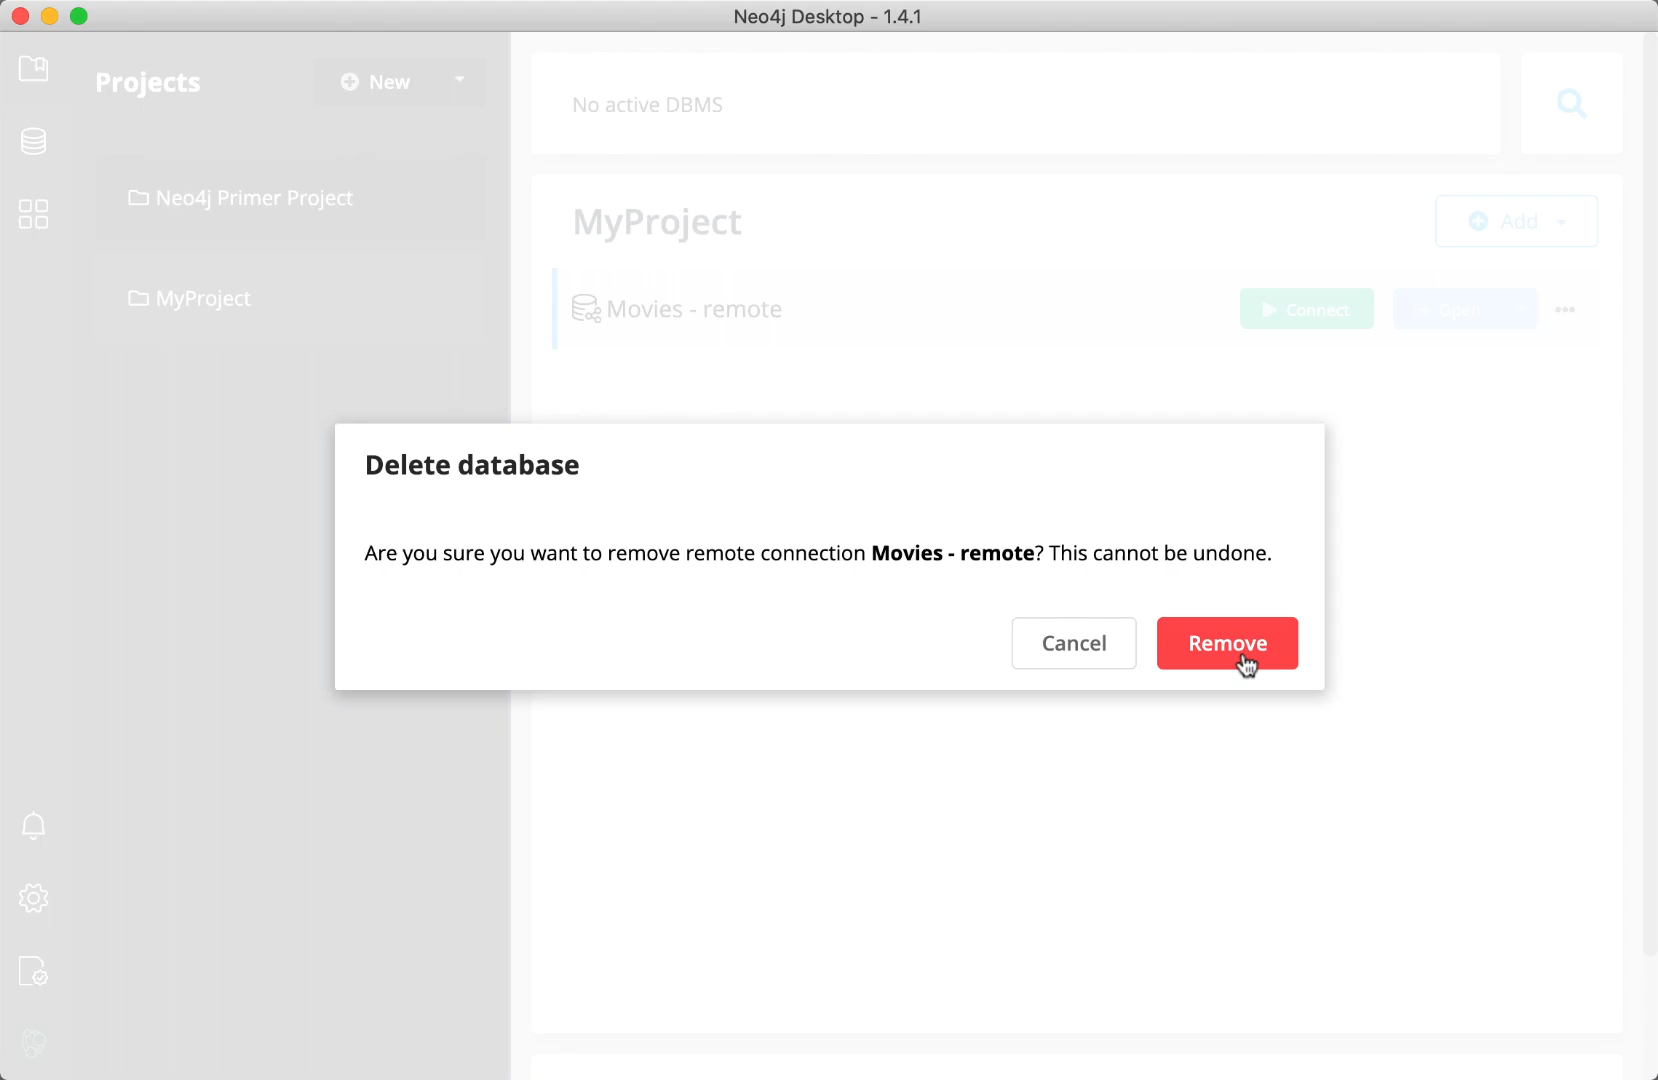 Neo4j Desktop - 1.4.1
Projects
New
No active DBMS
Neo4j Primer Project
MyProject
Add
MyProject
Movies - remote
Connect
Open
Delete database
Are you sure you want to remove remote connection Movies - remote? This cannot be undone.
Cancel
Remove